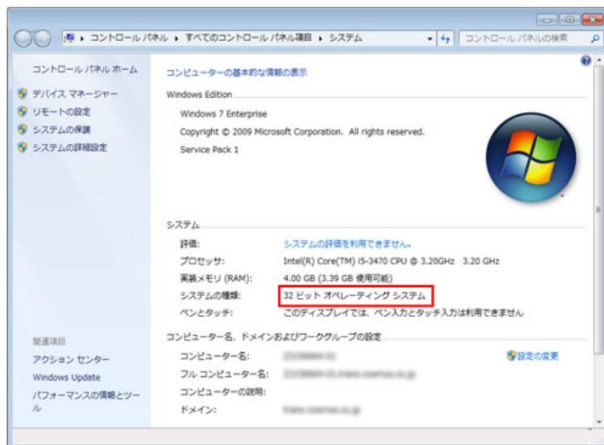 コントロール パネル ▸ すべてのコントロール パネル項目 ▸ システム
コントロール パネルの検索
コントロール パネル ホーム
デバイス マネージャー
リモートの設定
システムの保護
システムの詳細設定
コンピューターの基本的な情報の表示
Windows Edition
Windows 7 Enterprise
Copyright © 2009 Microsoft Corporation. All rights reserved.
Service Pack 1
システム
評価: システムの評価を利用できません。
プロセッサ: Intel(R) Core(TM) i5-3470 CPU @ 3.20GHz 3.20 GHz
実装メモリ (RAM): 4.00 GB (3.39 GB 使用可能)
システムの種類: 32 ビット オペレーティング システム
ペンとタッチ: このディスプレイでは、ペン入力とタッチ入力は利用できません
コンピューター名、ドメインおよびワークグループの設定
コンピューター名: 設定の変更
フル コンピューター名:
コンピューターの説明:
ドメイン:
関連項目
アクション センター
Windows Update
パフォーマンスの情報とツー
ル